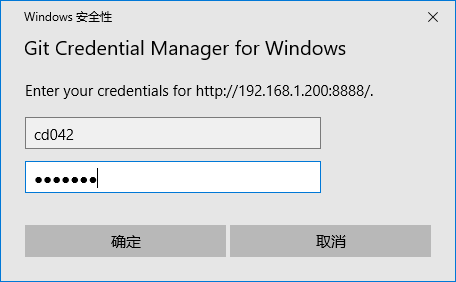 Windows 安全性
Git Credential Manager for Windows
Enter your credentials for http://192.168.1.200:8888/.
cd042
●●●●●●●
确定
取消